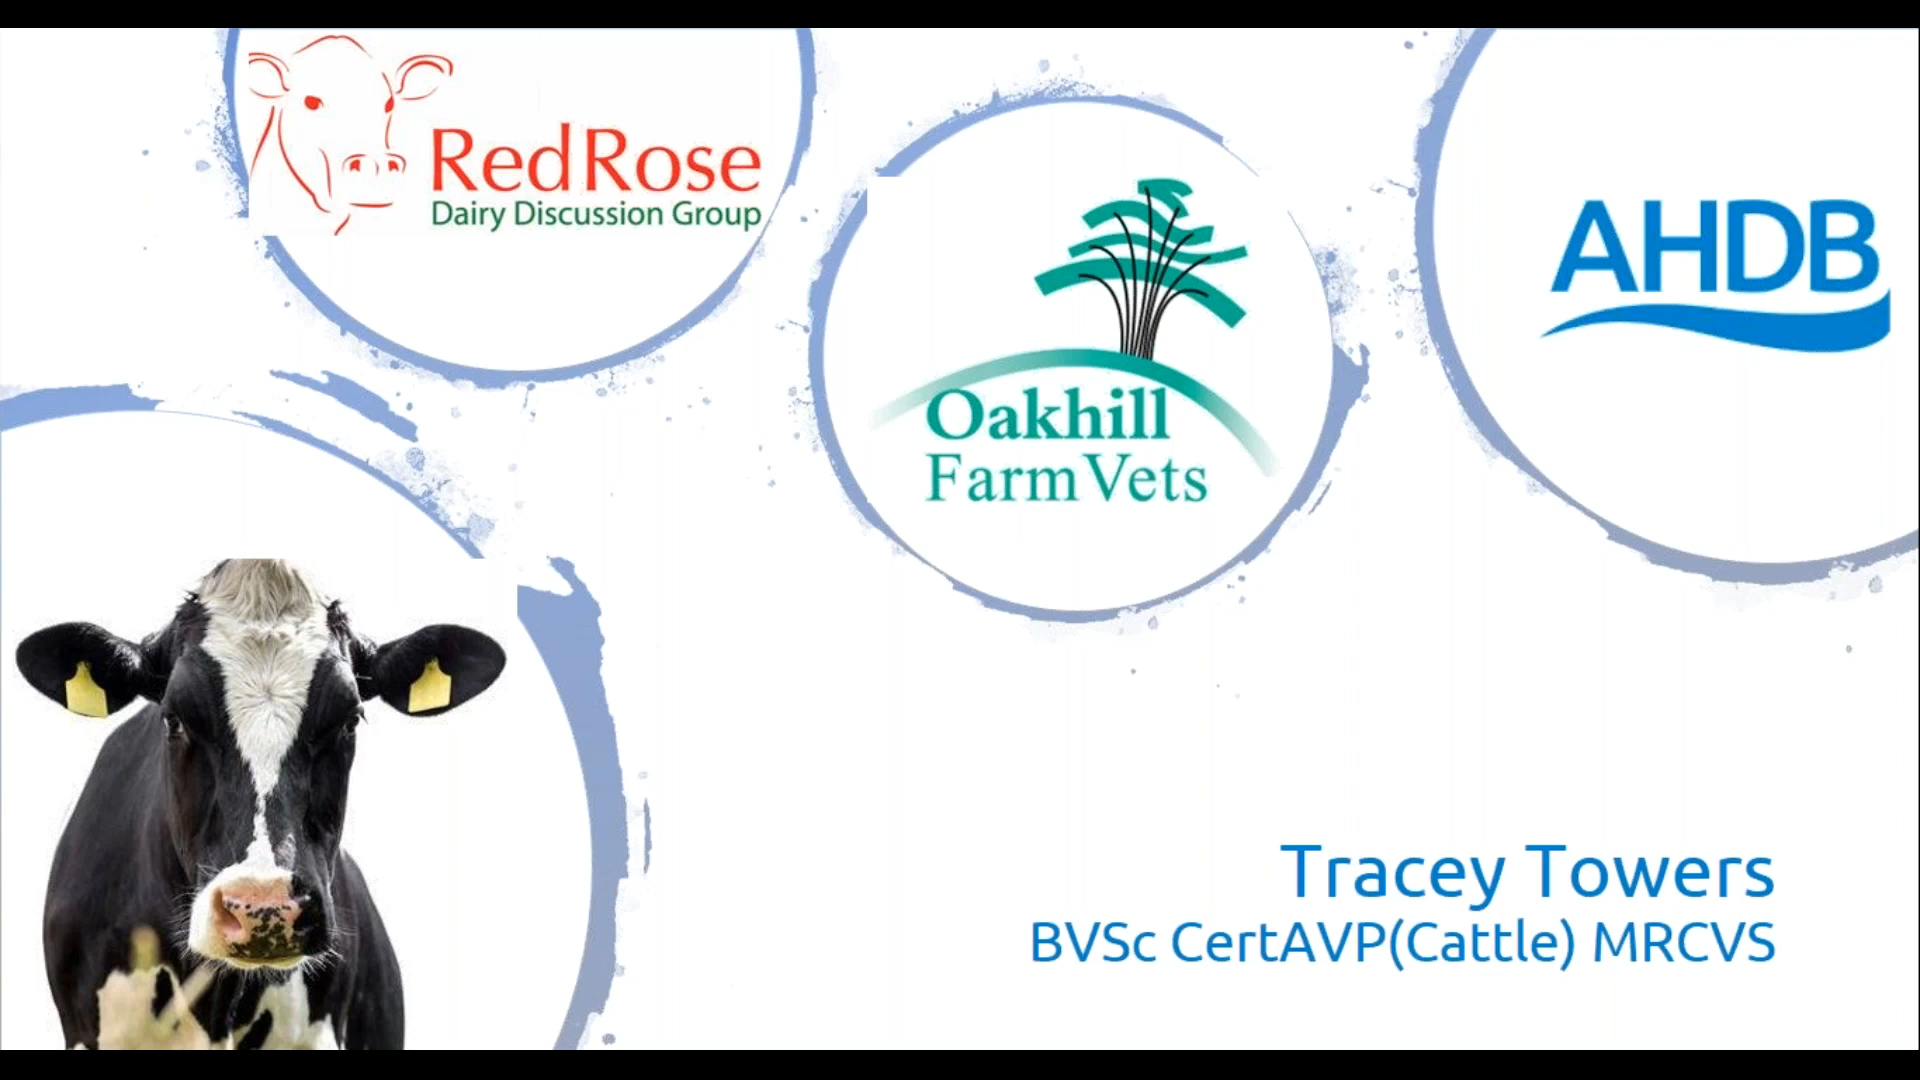 RedRose
Dairy Discussion Group
Oakhill
Farm Vets
AHDB
Tracey Towers
BVSc CertAVP(Cattle) MRCVS